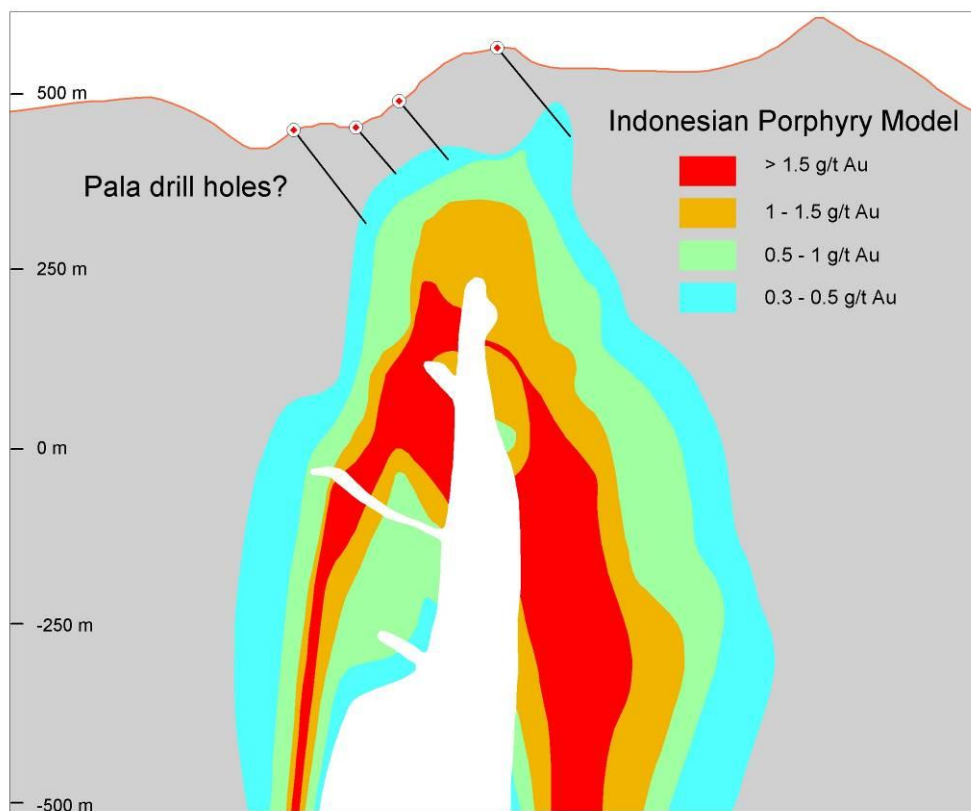 500 m
Indonesian Porphyry Model
> 1.5 g/t Au
Pala drill holes?
1 - 1.5 g/t Au
0.5 - 1 g/t Au
250 m
0.3 - 0.5 g/t Au
0 m
-250 m
-500 m